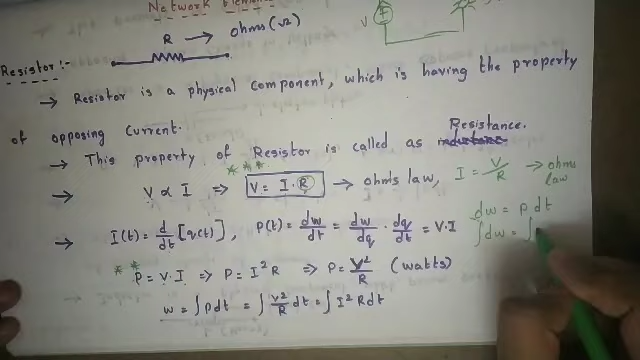 Network Elements
R → ohms (Ω)
V
Resistor :-
→ Resistor is a physical component, which is having the property
of opposing current.
→ This property of Resistor is called as Resistance.
* * *
→ V ∝ I ⇒ V = I · R → ohms law, I = V/R → ohms law
→ I(t) = d/dt [q(t)], P(t) = dw/dt = dw/dq · dq/dt = V·I
dw = P dt
∫dw = ∫
* *
P = V·I ⇒ P = I²R ⇒ P = V²/R (watts)
w = ∫ P dt = ∫ V²/R dt = ∫ I² R dt